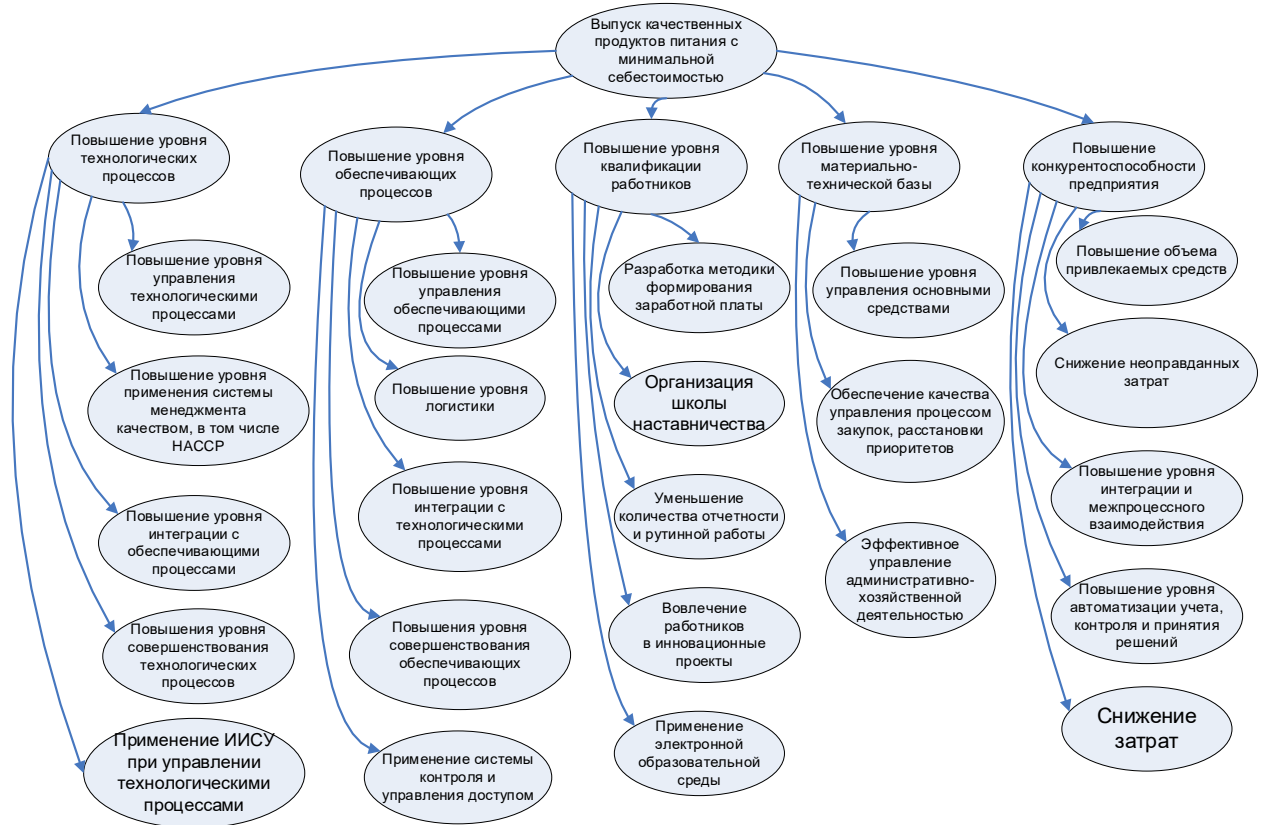 Выпуск качественных
продуктов питания с
минимальной
себестоимостью
Повышение уровня
технологических
процессов
Повышение уровня
обеспечивающих
процессов
Повышение уровня
квалификации
работников
Повышение уровня
материально-
технической базы
Повышение
конкурентоспособности
предприятия
Повышение уровня
управления
технологическими
процессами
Повышение уровня
применения системы
менеджмента
качеством, в том числе
НАССР
Повышение уровня
интеграции с
обеспечивающими
процессами
Повышения уровня
совершенствования
технологических
процессов
Применение ИИСУ
при управлении
технологическими
процессами
Повышение уровня
управления
обеспечивающими
процессами
Повышение уровня
логистики
Повышение уровня
интеграции с
технологическими
процессами
Повышения уровня
совершенствования
обеспечивающих
процессов
Применение системы
контроля и
управления доступом
Разработка методики
формирования
заработной платы
Организация
школы
наставничества
Уменьшение
количества отчетности
и рутинной работы
Вовлечение
работников
в инновационные
проекты
Применение
электронной
образовательной
среды
Повышение уровня
управления основными
средствами
Обеспечение качества
управления процессом
закупок, расстановки
приоритетов
Эффективное
управление
административно-
хозяйственной
деятельностью
Повышение объема
привлекаемых средств
Снижение неоправданных
затрат
Повышение уровня
интеграции и
межпроцессного
взаимодействия
Повышение уровня
автоматизации учета,
контроля и принятия
решений
Снижение
затрат